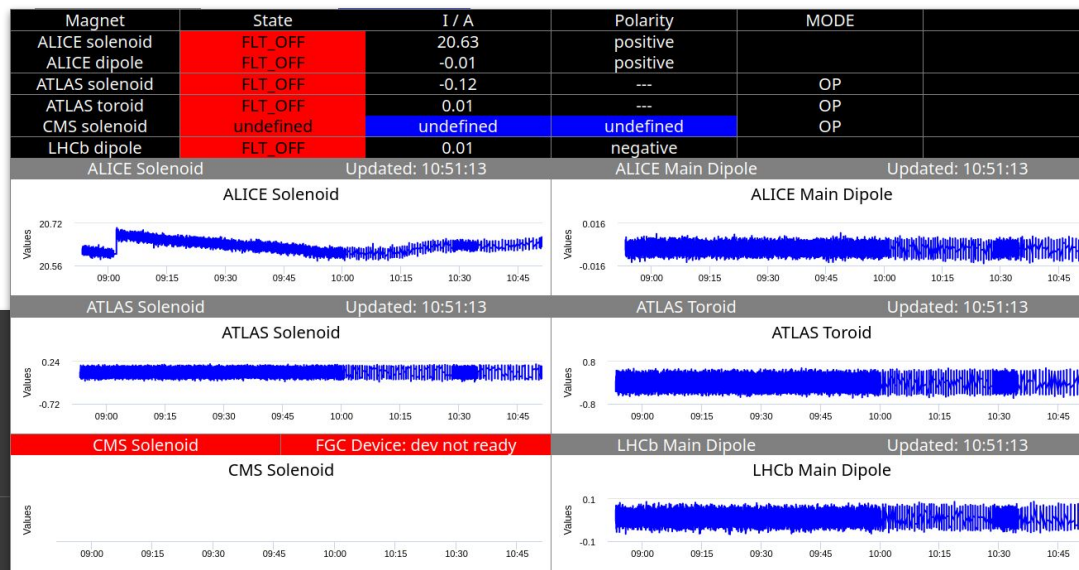 Magnet State I / A Polarity MODE
ALICE solenoid FLT_OFF 20.63 positive
ALICE dipole FLT_OFF -0.01 positive
ATLAS solenoid FLT_OFF -0.12 --- OP
ATLAS toroid FLT_OFF 0.01 --- OP
CMS solenoid undefined undefined undefined OP
LHCb dipole FLT_OFF 0.01 negative
ALICE Solenoid Updated: 10:51:13 ALICE Main Dipole Updated: 10:51:13
ALICE Solenoid
Values
20.72
20.56
09:00 09:15 09:30 09:45 10:00 10:15 10:30 10:45
ALICE Main Dipole
Values
0.016
-0.016
09:00 09:15 09:30 09:45 10:00 10:15 10:30 10:45
ATLAS Solenoid Updated: 10:51:13 ATLAS Toroid Updated: 10:51:13
ATLAS Solenoid
Values
0.24
-0.72
09:00 09:15 09:30 09:45 10:00 10:15 10:30 10:45
ATLAS Toroid
Values
0.8
-0.8
09:00 09:15 09:30 09:45 10:00 10:15 10:30 10:45
CMS Solenoid FGC Device: dev not ready LHCb Main Dipole Updated: 10:51:13
CMS Solenoid
Values
09:00 09:15 09:30 09:45 10:00 10:15 10:30 10:45
LHCb Main Dipole
Values
0.1
-0.1
09:00 09:15 09:30 09:45 10:00 10:15 10:30 10:45